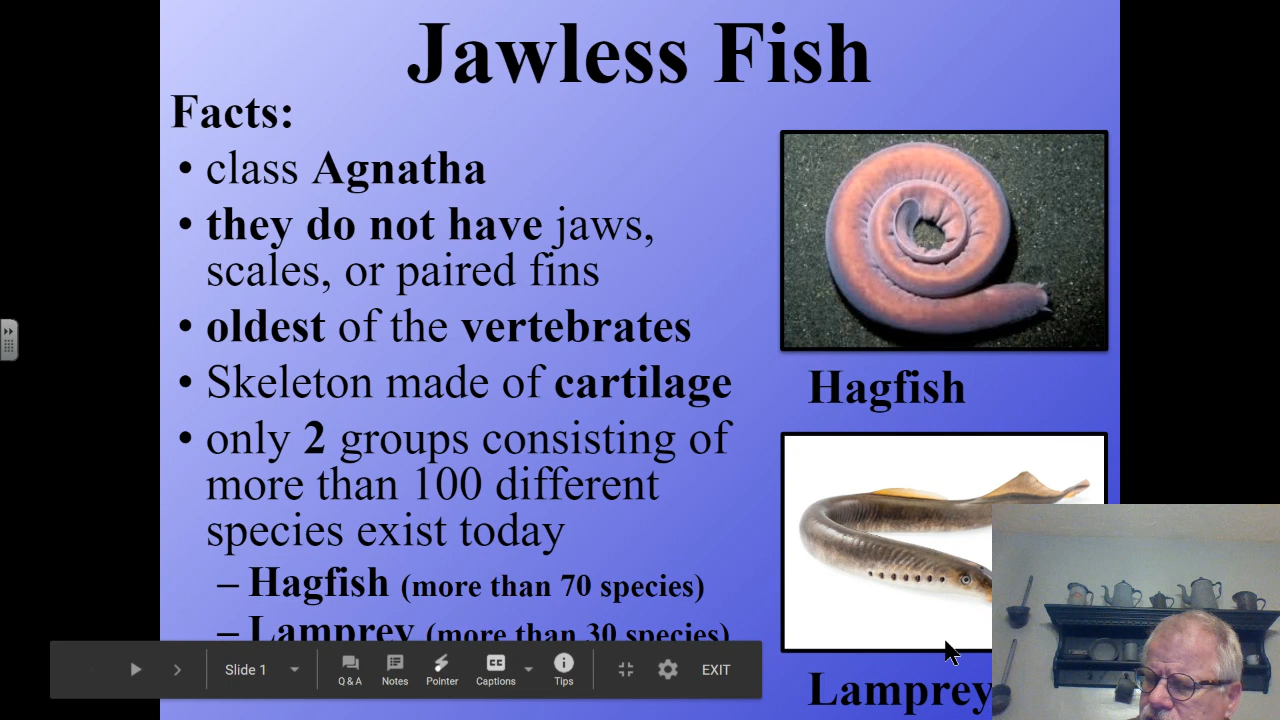 Jawless Fish
Facts:
• class Agnatha
• they do not have jaws,
scales, or paired fins
• oldest of the vertebrates
• Skeleton made of cartilage
• only 2 groups consisting of
more than 100 different
species exist today
– Hagfish (more than 70 species)
– Lamprey (more than 30 species)
Hagfish
Lamprey
Slide 1
Q & A
Notes
Pointer
CC
Captions
Tips
EXIT